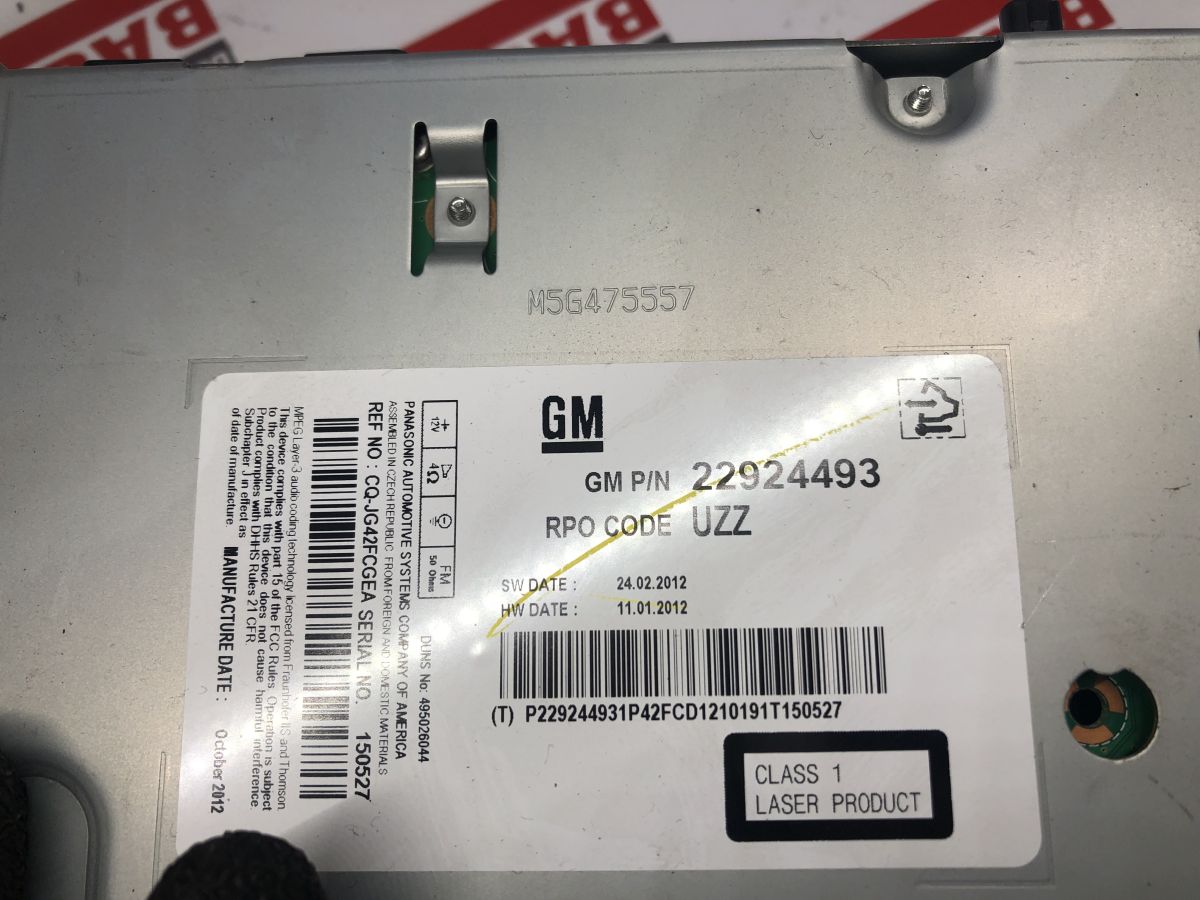 M5G475557
GM
GM P/N 22924493
RPO CODE UZZ
SW DATE : 24.02.2012
HW DATE : 11.01.2012
(T) P229244931P42FCD1210191T150527
CLASS 1
LASER PRODUCT
+ 12V
4Ω
FM 50 Ohms
DUNS No: 495026044
PANASONIC AUTOMOTIVE SYSTEMS COMPANY OF AMERICA
ASSEMBLED IN CZECH REPUBLIC FROM FOREIGN AND DOMESTIC MATERIALS
REF NO : CQ-JG42FCGEA SERIAL NO. 150527
MPEG Layer-3 audio coding technology licensed from Fraunhofer IIS and Thomson.
This device complies with part 15 of the FCC Rules. Operation is subject
to the condition that this device does not cause harmful interference.
Product complies with DHHS Rules 21 CFR.
Subchapter J in effect as
of date of manufacture. MANUFACTURE DATE : October 2012